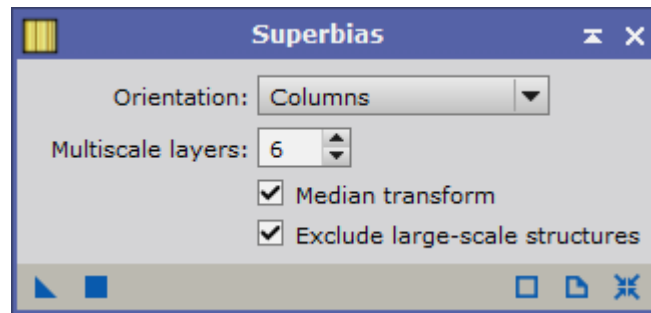 Superbias
Orientation: Columns
Multiscale layers: 6
Median transform
Exclude large-scale structures